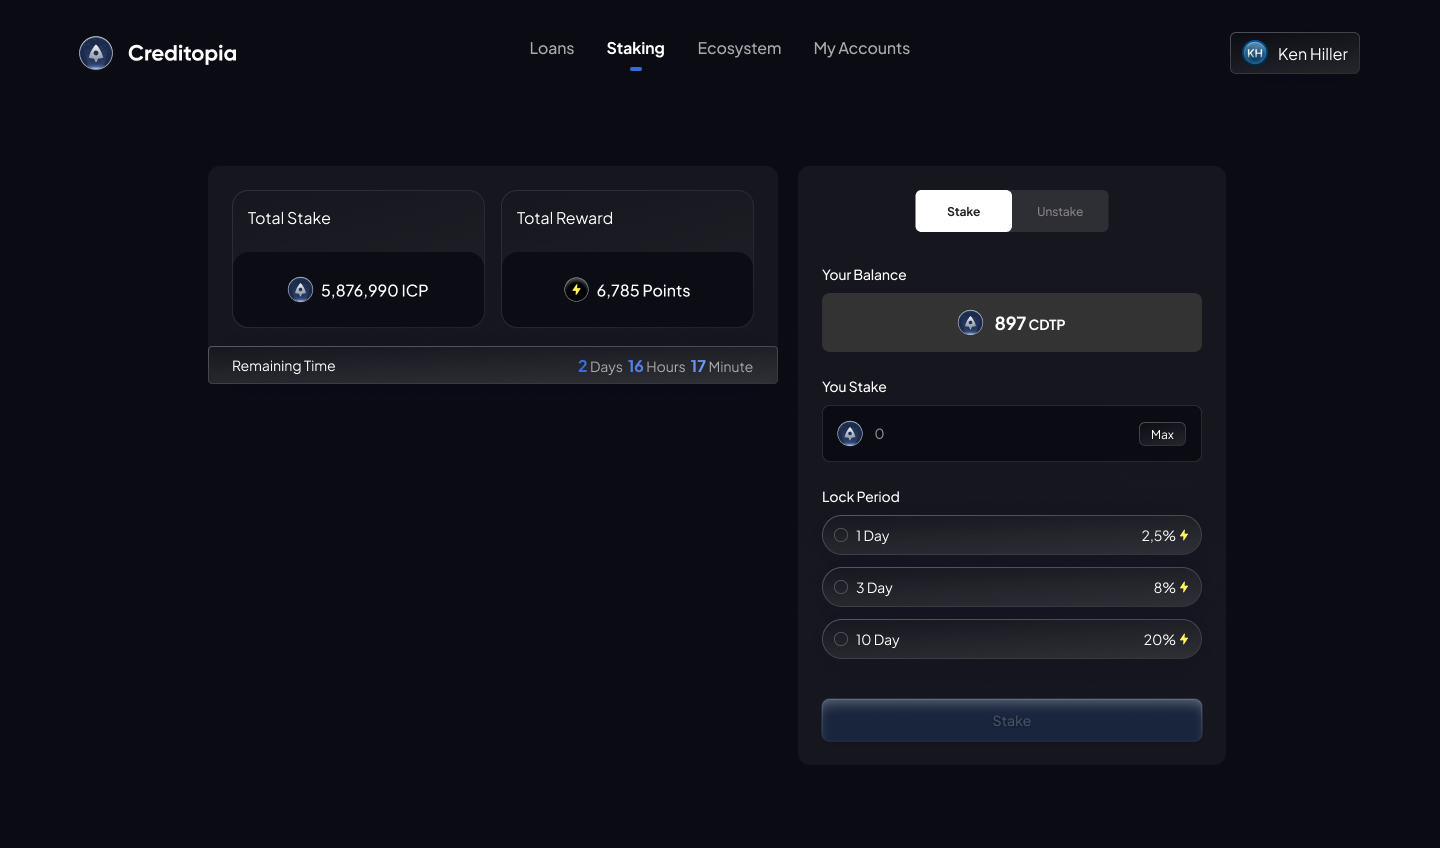 Creditopia
Loans Staking Ecosystem My Accounts
KH Ken Hiller
Total Stake
5,876,990 ICP
Total Reward
6,785 Points
Remaining Time
2 Days 16 Hours 17 Minute
Stake Unstake
Your Balance
897 CDTP
You Stake
0 Max
Lock Period
1 Day 2,5%
3 Day 8%
10 Day 20%
Stake